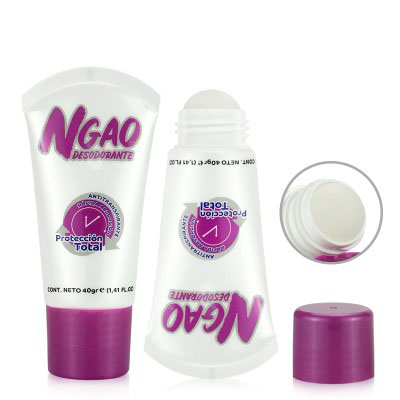 NGAO
DESODORANTE
ANTITRANSPIRANTE
Protección
Total
CONT. NETO 40gr e (1,41 FL.OZ)
NGAO
DESODORANTE
ANTITRANSPIRANTE
Protección
Total
CONT. NETO 40gr e (1,41 FL.OZ)